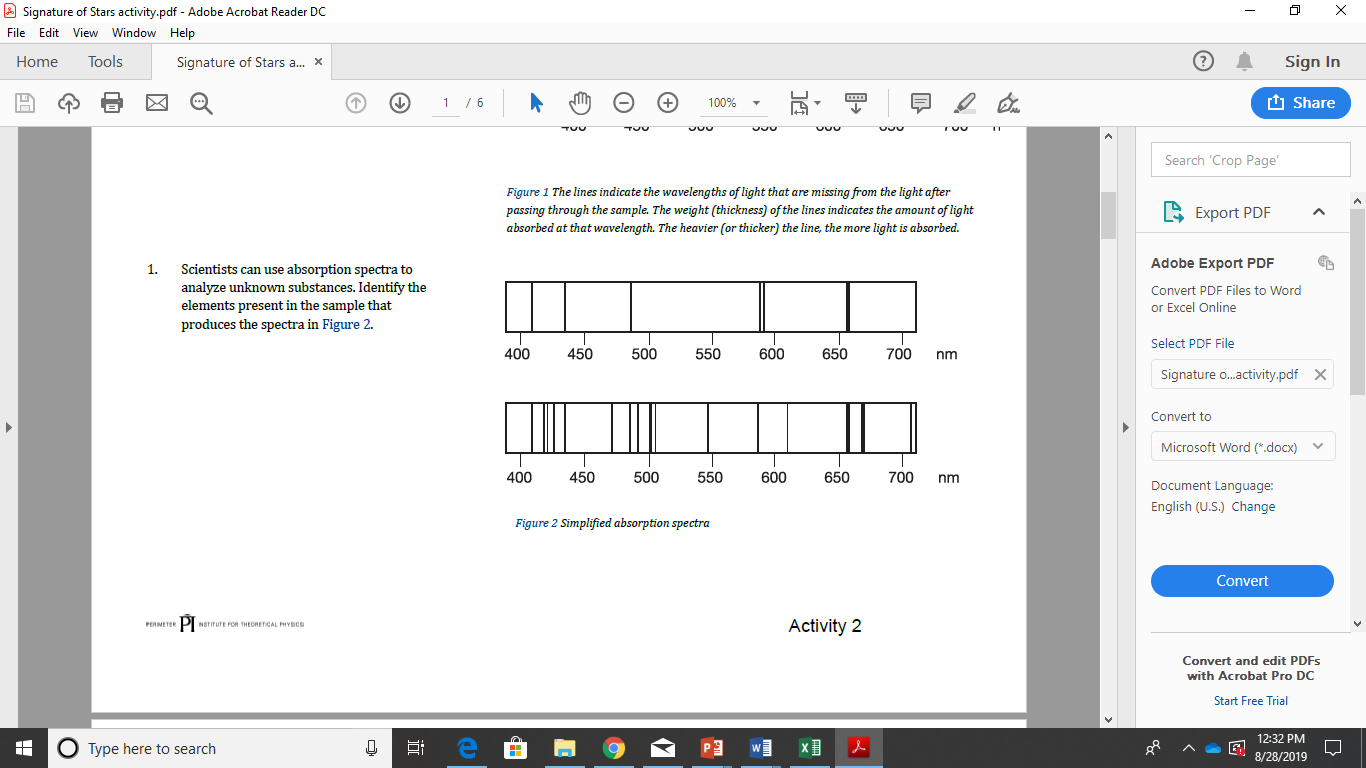 Signature of Stars activity.pdf - Adobe Acrobat Reader DC
File Edit View Window Help
Home Tools Signature of Stars a... × Sign In
1 / 6 100% Share
400 450 500 550 600 650 700
Figure 1 The lines indicate the wavelengths of light that are missing from the light after
passing through the sample. The weight (thickness) of the lines indicates the amount of light
absorbed at that wavelength. The heavier (or thicker) the line, the more light is absorbed.
1. Scientists can use absorption spectra to
analyze unknown substances. Identify the
elements present in the sample that
produces the spectra in Figure 2.
400 450 500 550 600 650 700 nm
400 450 500 550 600 650 700 nm
Figure 2 Simplified absorption spectra
PERIMETER PI INSTITUTE FOR THEORETICAL PHYSICS
Activity 2
Search 'Crop Page'
Export PDF
Adobe Export PDF
Convert PDF Files to Word
or Excel Online
Select PDF File
Signature o...activity.pdf
Convert to
Microsoft Word (*.docx)
Document Language:
English (U.S.) Change
Convert
Convert and edit PDFs
with Acrobat Pro DC
Start Free Trial
Type here to search
12:32 PM
8/28/2019